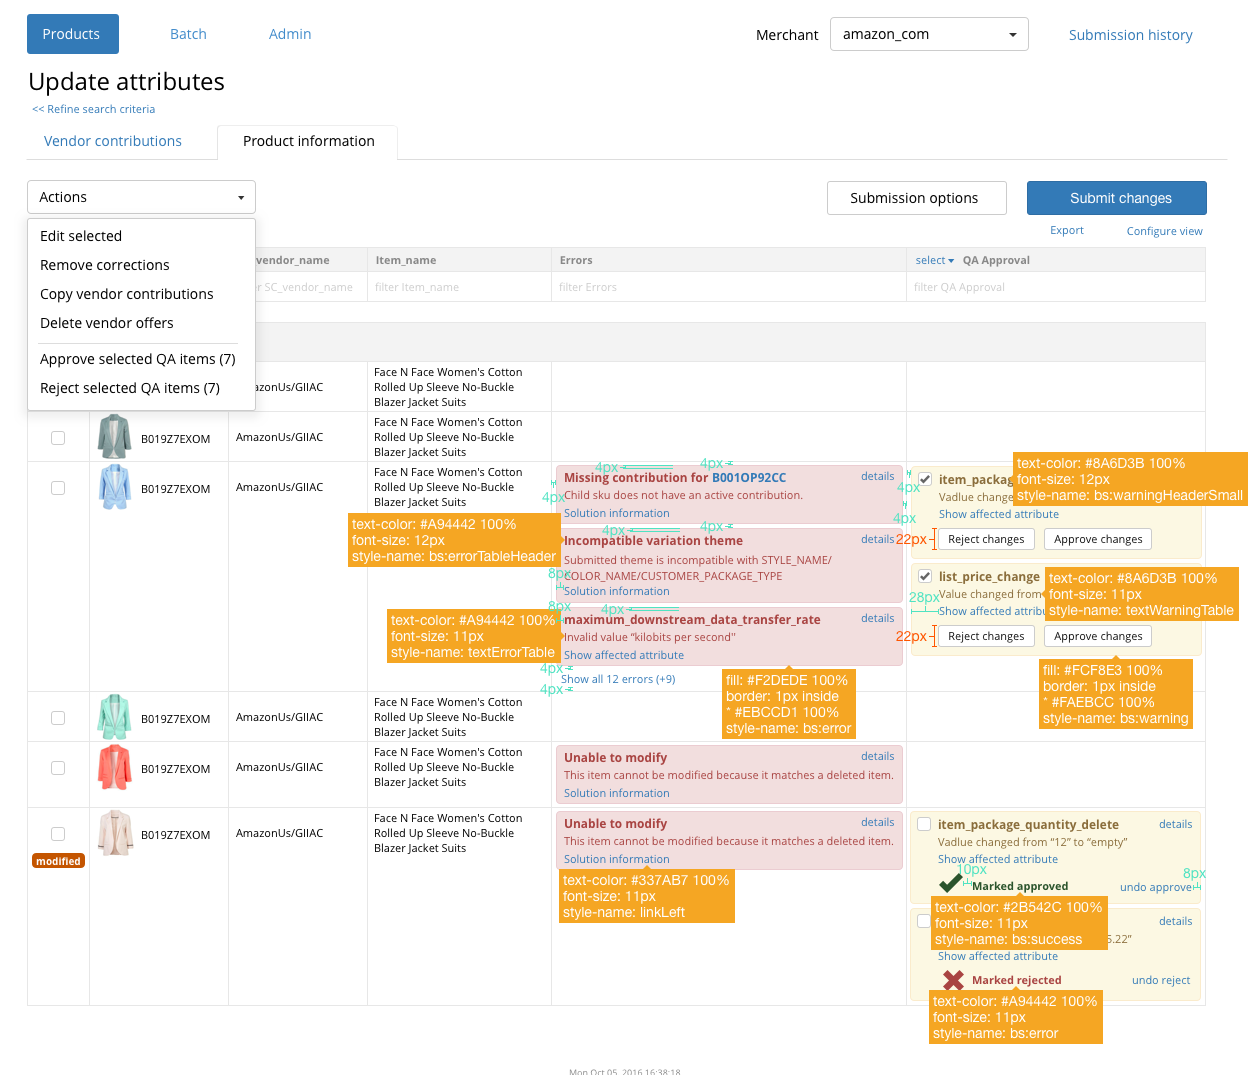 Products
Batch
Admin
Merchant
amazon_com
Submission history
Update attributes
<< Refine search criteria
Vendor contributions
Product information
Actions
Submission options
Submit changes
Export
Configure view
Edit selected
Remove corrections
Copy vendor contributions
Delete vendor offers
Approve selected QA items (7)
Reject selected QA items (7)
vendor_name
Item_name
Errors
select
QA Approval
SC_vendor_name
filter Item_name
filter Errors
filter QA Approval
azonUs/GIIAC
Face N Face Women's Cotton
Rolled Up Sleeve No-Buckle
Blazer Jacket Suits
B019Z7EXOM
AmazonUs/GIIAC
Face N Face Women's Cotton
Rolled Up Sleeve No-Buckle
Blazer Jacket Suits
B019Z7EXOM
AmazonUs/GIIAC
Face N Face Women's Cotton
Rolled Up Sleeve No-Buckle
Blazer Jacket Suits
4px
4px
Missing contribution for B001OP92CC
details
4px
Child sku does not have an active contribution.
Solution information
text-color: #A94442 100%
font-size: 12px
style-name: bs:errorTableHeader
4px
4px
Incompatible variation theme
details
Submitted theme is incompatible with STYLE_NAME/
COLOR_NAME/CUSTOMER_PACKAGE_TYPE
8px
Solution information
8px
4px
text-color: #A94442 100%
font-size: 11px
style-name: textErrorTable
maximum_downstream_data_transfer_rate
details
Invalid value “kilobits per second”
Show affected attribute
4px
Show all 12 errors (+9)
4px
fill: #F2DEDE 100%
border: 1px inside
* #EBCCD1 100%
style-name: bs:error
4px
4px
item_packag
Vadlue change
Show affected attribute
text-color: #8A6D3B 100%
font-size: 12px
style-name: bs:warningHeaderSmall
22px
Reject changes
Approve changes
list_price_change
Value changed from
Show affected attribu
28px
text-color: #8A6D3B 100%
font-size: 11px
style-name: textWarningTable
22px
Reject changes
Approve changes
fill: #FCF8E3 100%
border: 1px inside
* #FAEBCC 100%
style-name: bs:warning
B019Z7EXOM
AmazonUs/GIIAC
Face N Face Women's Cotton
Rolled Up Sleeve No-Buckle
Blazer Jacket Suits
B019Z7EXOM
AmazonUs/GIIAC
Face N Face Women's Cotton
Rolled Up Sleeve No-Buckle
Blazer Jacket Suits
Unable to modify
details
This item cannot be modified because it matches a deleted item.
Solution information
modified
B019Z7EXOM
AmazonUs/GIIAC
Face N Face Women's Cotton
Rolled Up Sleeve No-Buckle
Blazer Jacket Suits
Unable to modify
details
This item cannot be modified because it matches a deleted item.
Solution information
text-color: #337AB7 100%
font-size: 11px
style-name: linkLeft
item_package_quantity_delete
details
Vadlue changed from “12” to “empty”
Show affected attribute
10px
8px
Marked approved
undo approve
text-color: #2B542C 100%
font-size: 11px
style-name: bs:success
details
5.22”
Show affected attribute
Marked rejected
undo reject
text-color: #A94442 100%
font-size: 11px
style-name: bs:error
Mon Oct 05, 2016 16:38:18